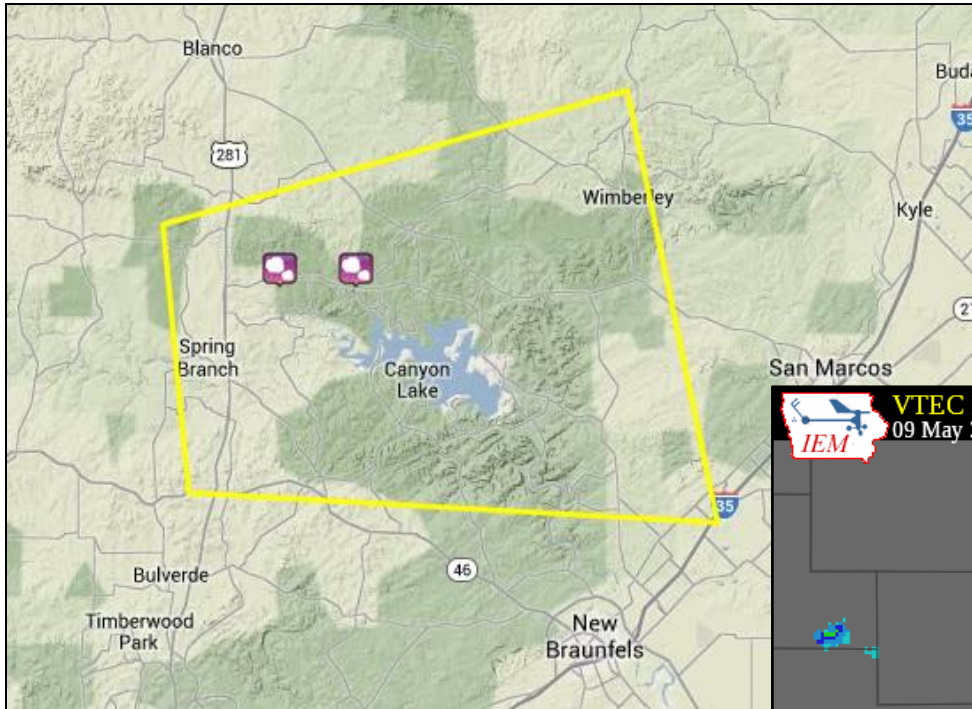 Blanco
Buda
35
281
Wimberley
Kyle
21
Spring
Branch
Canyon
Lake
San Marcos
VTEC
09 May
IEM
35
Bulverde
46
Timberwood
Park
New
Braunfels